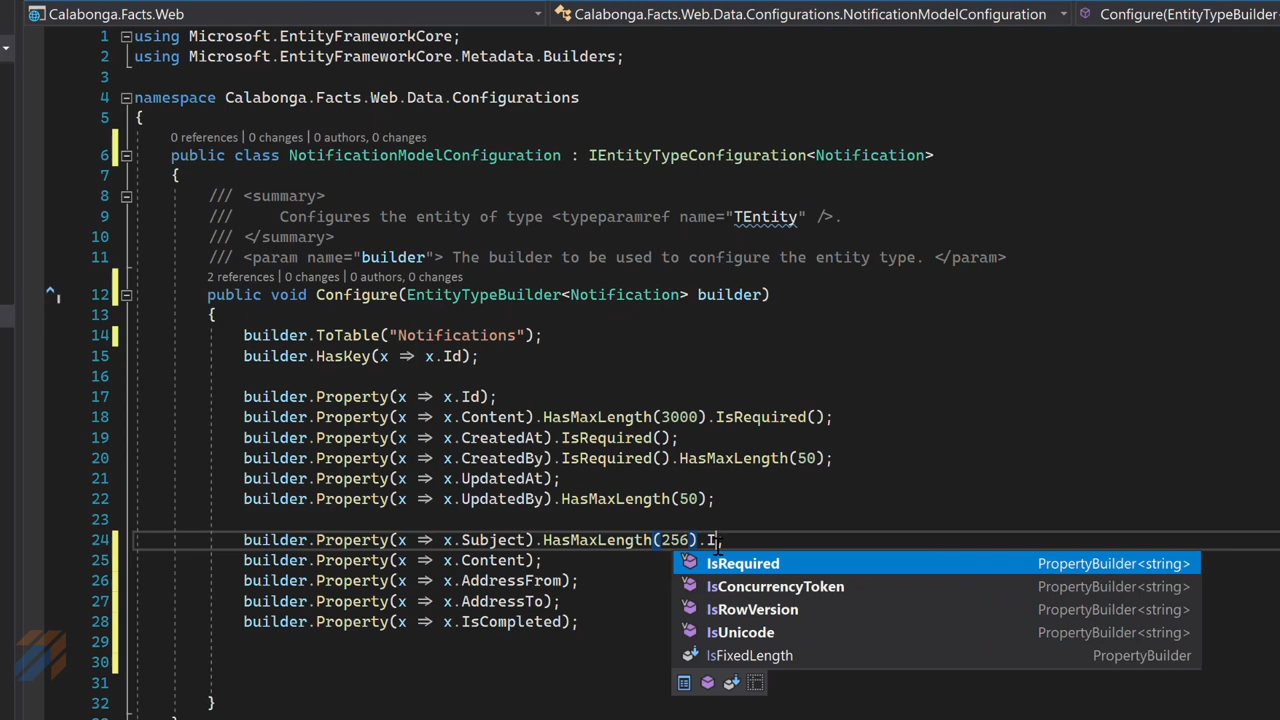 Calabonga.Facts.Web
Calabonga.Facts.Web.Data.Configurations.NotificationModelConfiguration
Configure(EntityTypeBuilder
1 using Microsoft.EntityFrameworkCore;
2 using Microsoft.EntityFrameworkCore.Metadata.Builders;
3
4 namespace Calabonga.Facts.Web.Data.Configurations
5 {
0 references | 0 changes | 0 authors, 0 changes
6 public class NotificationModelConfiguration : IEntityTypeConfiguration<Notification>
7 {
8 /// <summary>
9 /// Configures the entity of type <typeparamref name="TEntity" />.
10 /// </summary>
11 /// <param name="builder"> The builder to be used to configure the entity type. </param>
2 references | 0 changes | 0 authors, 0 changes
12 public void Configure(EntityTypeBuilder<Notification> builder)
13 {
14 builder.ToTable("Notifications");
15 builder.HasKey(x => x.Id);
16
17 builder.Property(x => x.Id);
18 builder.Property(x => x.Content).HasMaxLength(3000).IsRequired();
19 builder.Property(x => x.CreatedAt).IsRequired();
20 builder.Property(x => x.CreatedBy).IsRequired().HasMaxLength(50);
21 builder.Property(x => x.UpdatedAt);
22 builder.Property(x => x.UpdatedBy).HasMaxLength(50);
23
24 builder.Property(x => x.Subject).HasMaxLength(256).I;
25 builder.Property(x => x.Content);
26 builder.Property(x => x.AddressFrom);
27 builder.Property(x => x.AddressTo);
28 builder.Property(x => x.IsCompleted);
29
30
31
32 }
IsRequired PropertyBuilder<string>
IsConcurrencyToken PropertyBuilder<string>
IsRowVersion PropertyBuilder<string>
IsUnicode PropertyBuilder<string>
IsFixedLength PropertyBuilder